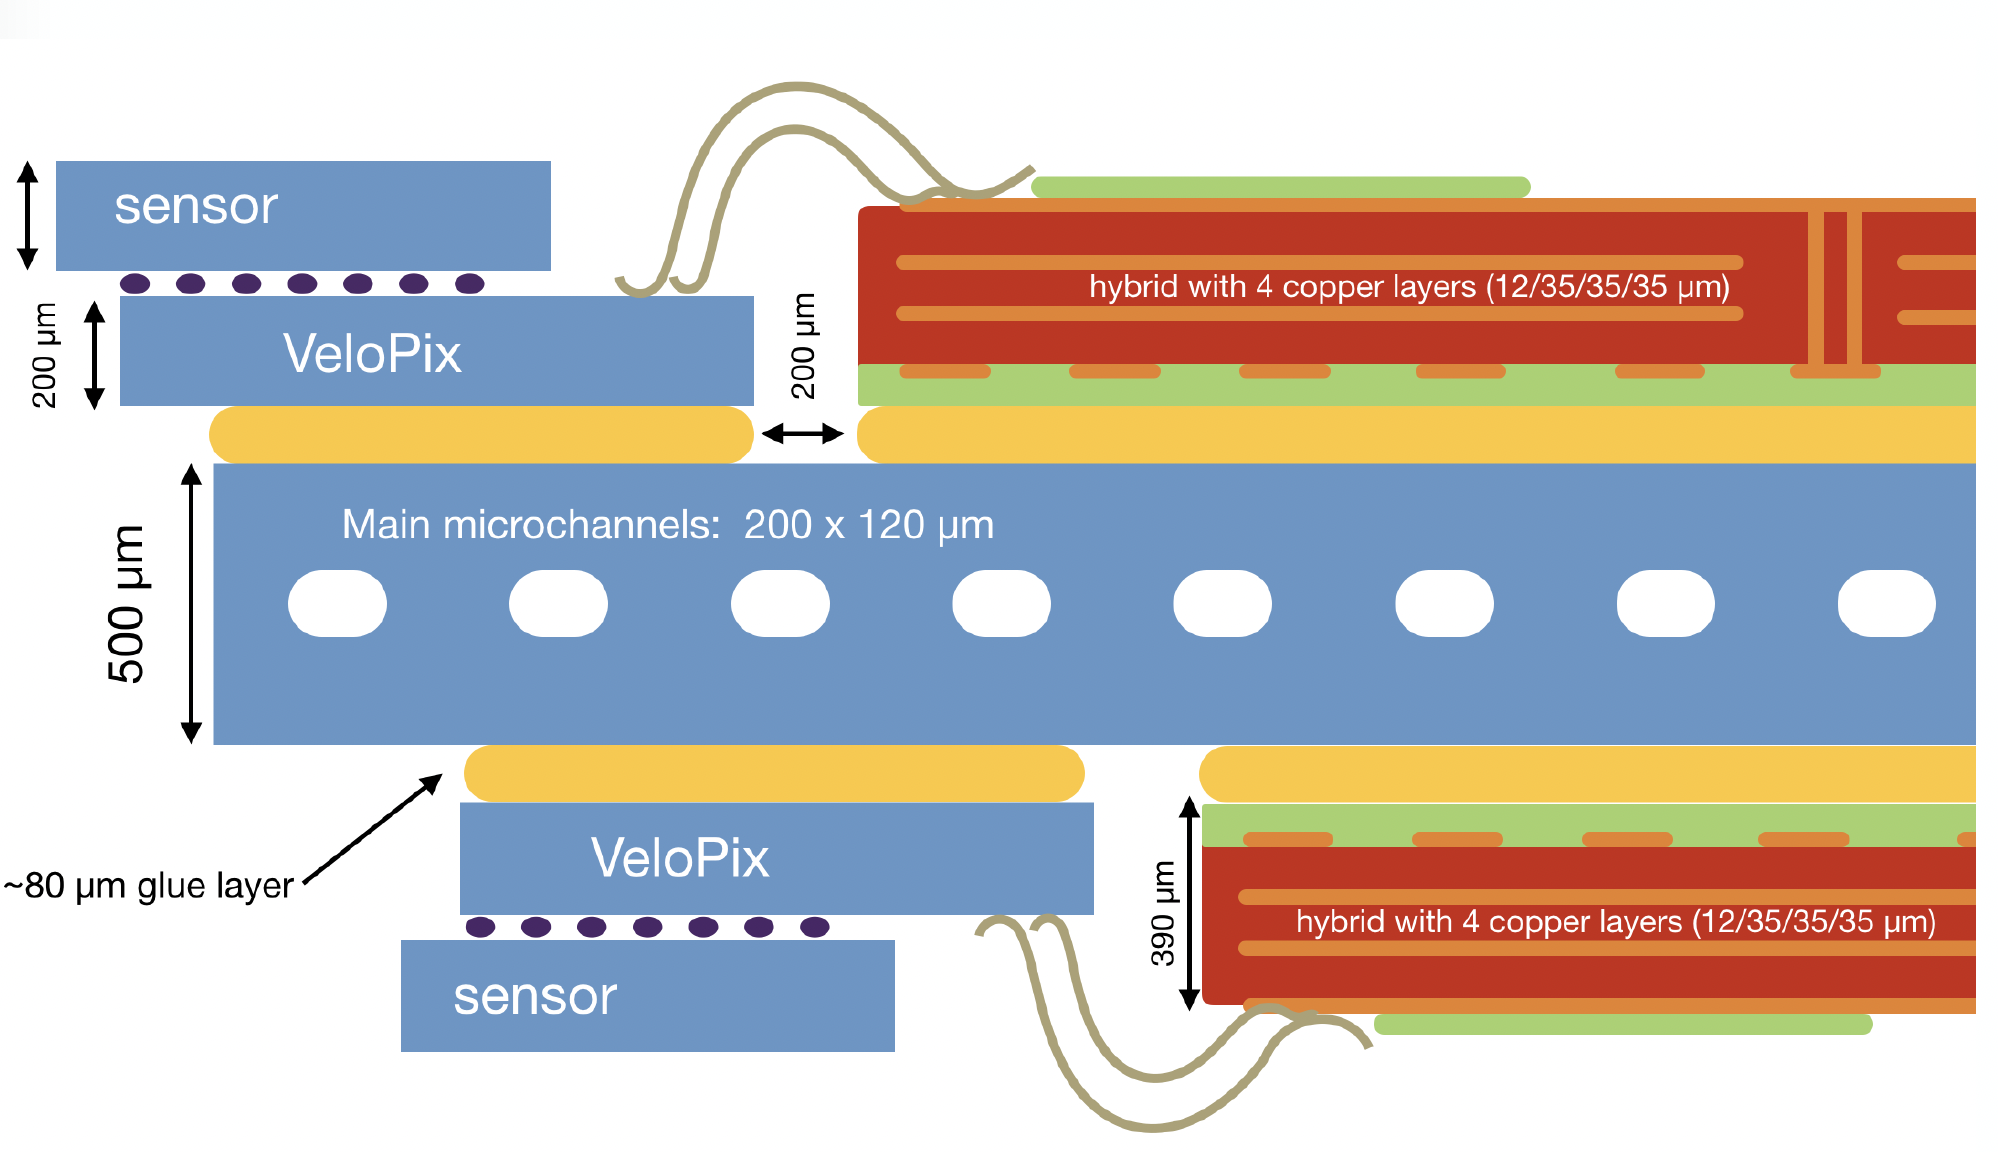 sensor
hybrid with 4 copper layers (12/35/35/35 µm)
200 µm
VeloPix
200 µm
Main microchannels:  200 x 120 µm
500 µm
VeloPix
~80 µm glue layer
390 µm
hybrid with 4 copper layers (12/35/35/35 µm)
sensor